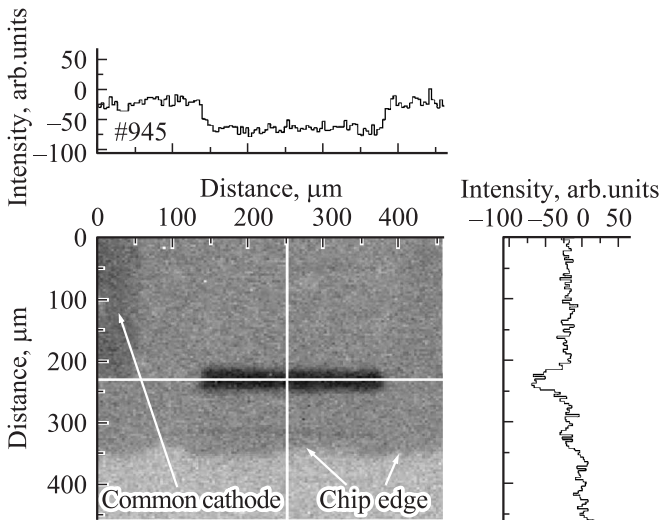 Intensity, arb.units
50
0
−50
−100
#945
Distance, μm
0 100 200 300 400
Intensity, arb.units
−100 −50 0 50
Distance, μm
0
100
200
300
400
Common cathode
Chip edge